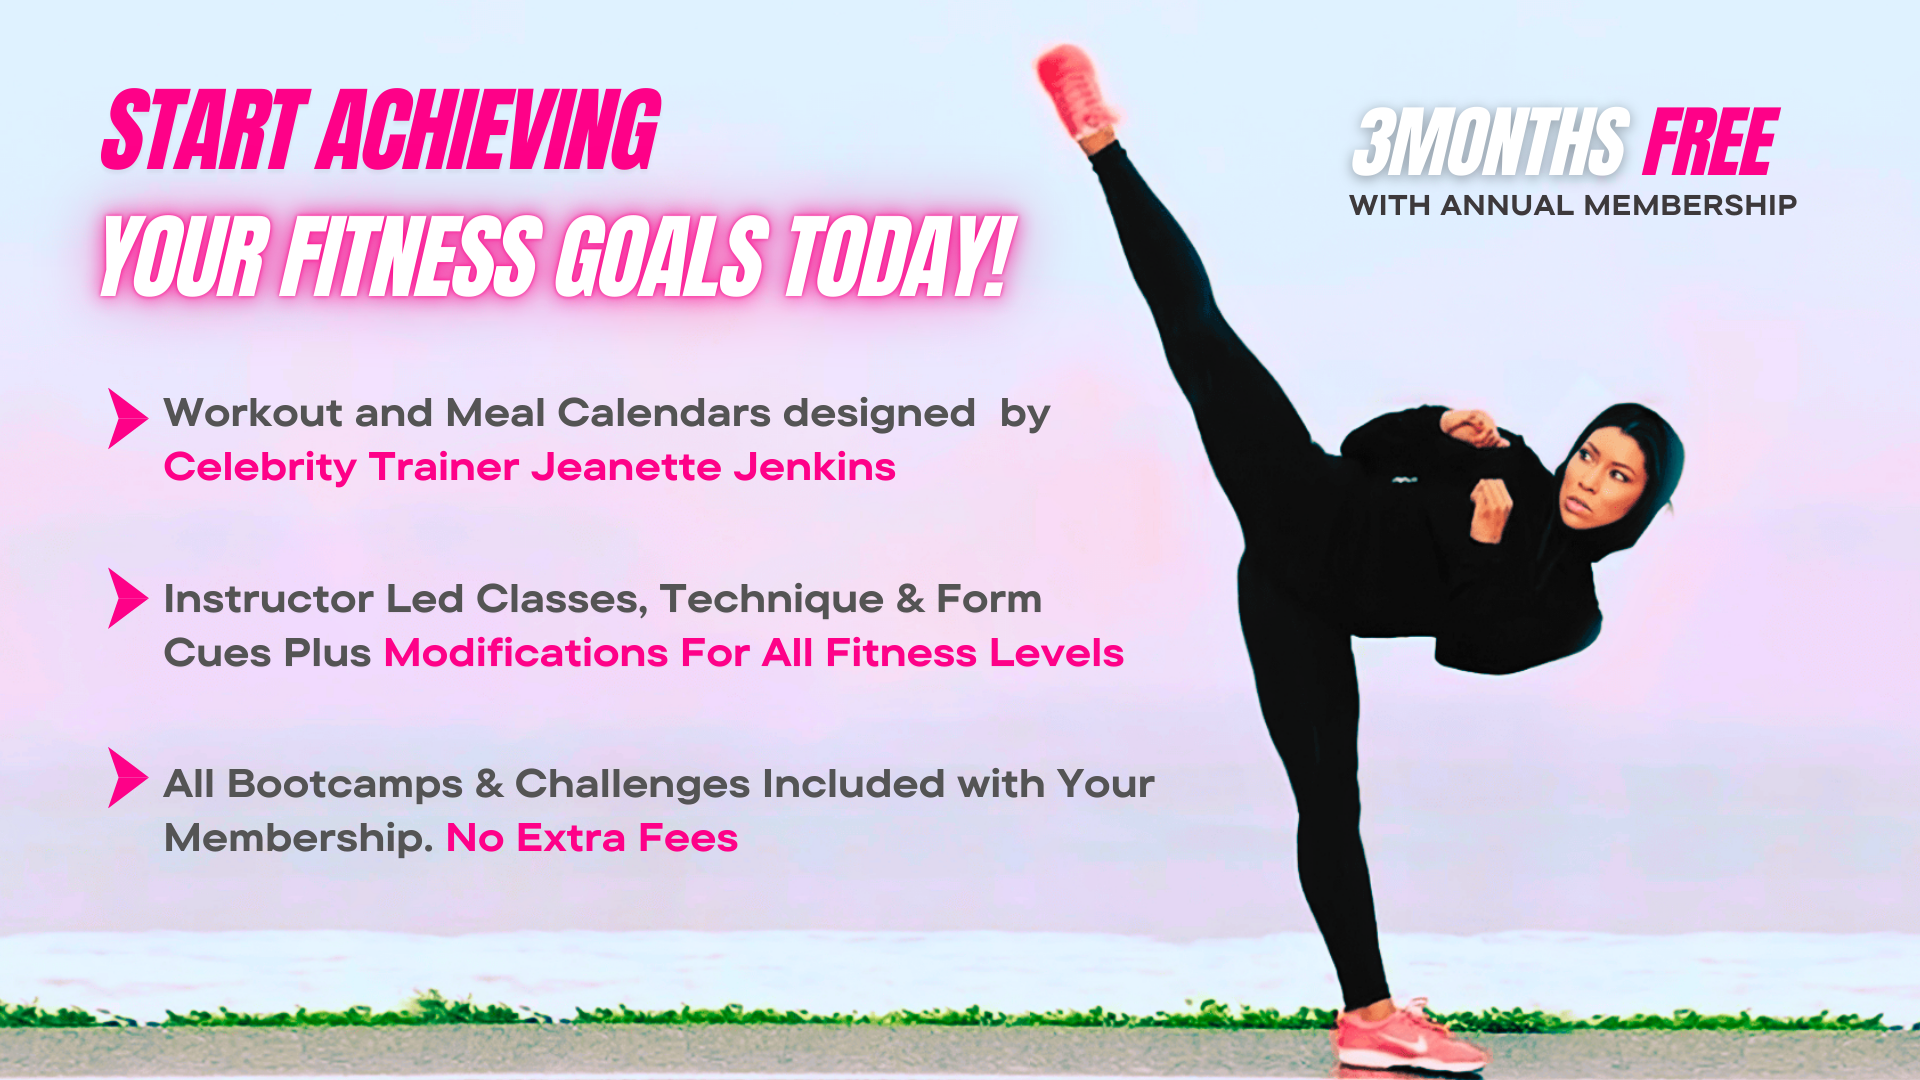 START ACHIEVING
YOUR FITNESS GOALS TODAY!
3MONTHS FREE
WITH ANNUAL MEMBERSHIP
Workout and Meal Calendars designed by
Celebrity Trainer Jeanette Jenkins
Instructor Led Classes, Technique & Form
Cues Plus Modifications For All Fitness Levels
All Bootcamps & Challenges Included with Your
Membership. No Extra Fees